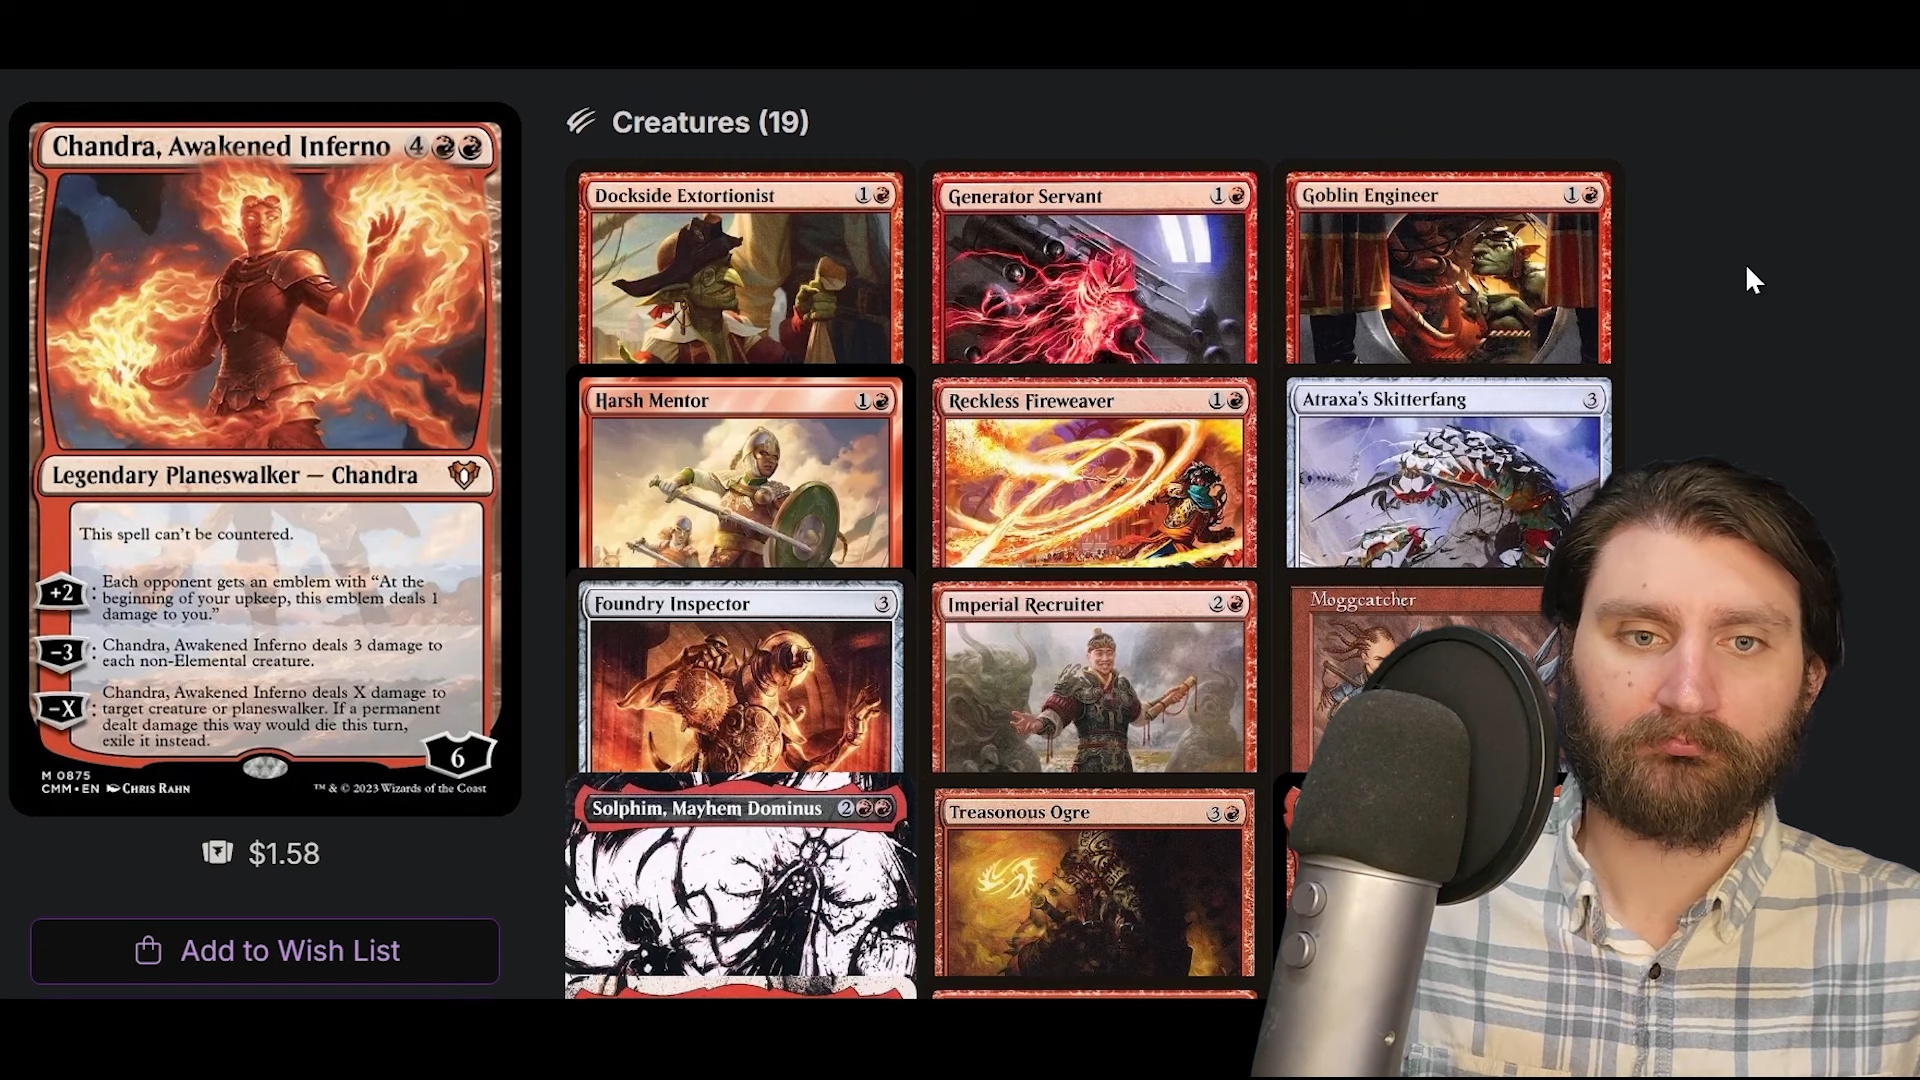 Chandra, Awakened Inferno 4
Legendary Planeswalker — Chandra
This spell can't be countered.
+2 : Each opponent gets an emblem with "At the
beginning of your upkeep, this emblem deals 1
damage to you."
−3 : Chandra, Awakened Inferno deals 3 damage to
each non-Elemental creature.
−X : Chandra, Awakened Inferno deals X damage to
target creature or planeswalker. If a permanent
dealt damage this way would die this turn,
exile it instead.
6
M 0875
CMM • EN Chris Rahn
™ & © 2023 Wizards of the Coast
$1.58
Add to Wish List
Creatures (19)
Dockside Extortionist 1
Generator Servant 1
Goblin Engineer 1
Harsh Mentor 1
Reckless Fireweaver 1
Atraxa's Skitterfang 3
Foundry Inspector 3
Imperial Recruiter 2
Moggcatcher
Solphim, Mayhem Dominus 2
Treasonous Ogre 3